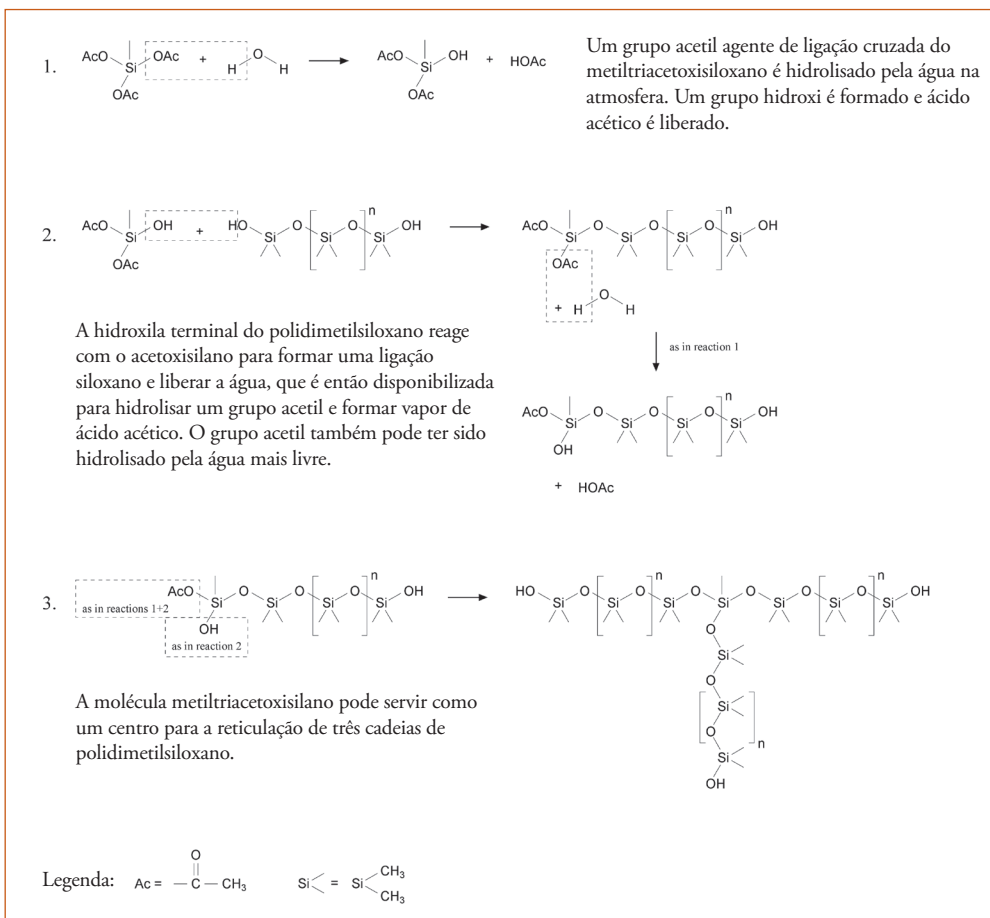 1.
AcO Si OAc + H O H AcO Si OH + HOAc
OAc OAc
Um grupo acetil agente de ligação cruzada do
metiltriacetoxisiloxano é hidrolisado pela água na
atmosfera. Um grupo hidroxi é formado e ácido
acético é liberado.
2.
AcO Si OH + HO Si O [ Si O ] n Si OH
OAc
AcO Si O Si O [ Si O ] n Si OH
OAc
+ H O H
as in reaction 1
A hidroxila terminal do polidimetilsiloxano reage
com o acetoxisilano para formar uma ligação
siloxano e liberar a água, que é então disponibilizada
para hidrolisar um grupo acetil e formar vapor de
ácido acético. O grupo acetil também pode ter sido
hidrolisado pela água mais livre.
AcO Si O Si O [ Si O ] n Si OH
OH
+ HOAc
3.
AcO Si O Si O [ Si O ] n Si OH
as in reactions 1+2
OH
as in reaction 2
HO Si O [ Si O ] n Si O Si O Si O [ Si O ] n Si OH
O
Si
O
[ Si
O ] n
Si
OH
A molécula metiltriacetoxisilano pode servir como
um centro para a reticulação de três cadeias de
polidimetilsiloxano.
Legenda: Ac = O C CH3 Si = Si CH3 CH3